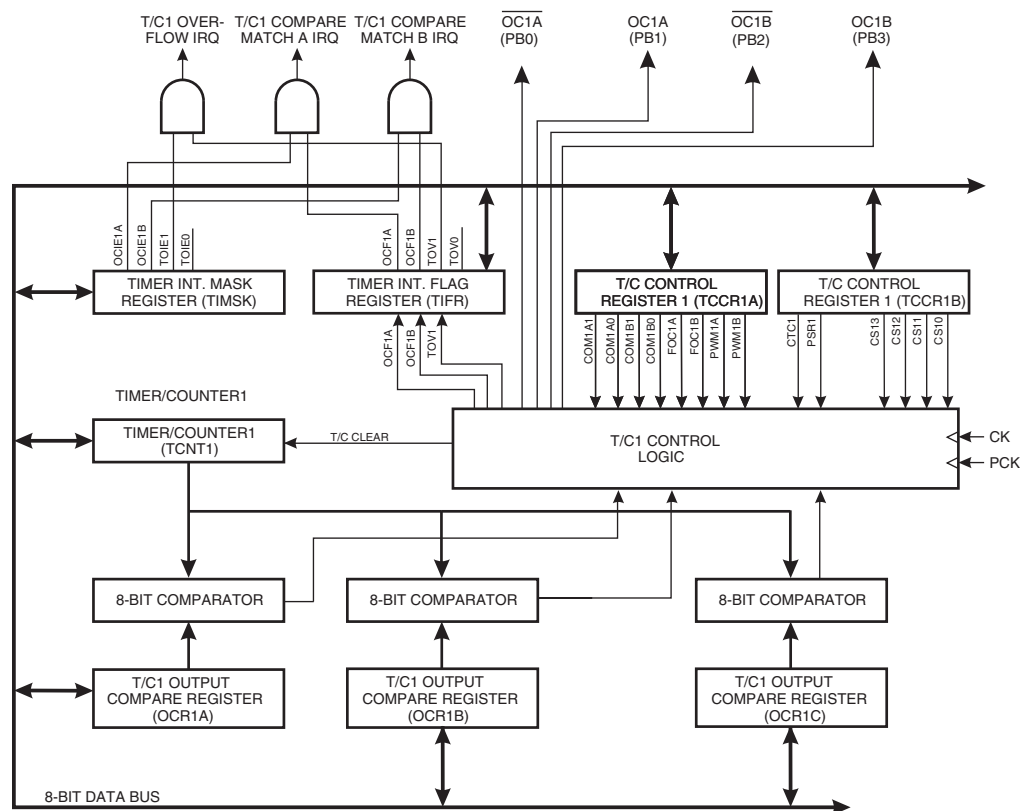 T/C1 OVER-
FLOW IRQ
T/C1 COMPARE
MATCH A IRQ
T/C1 COMPARE
MATCH B IRQ
OC1A
(PB0)
OC1A
(PB1)
OC1B
(PB2)
OC1B
(PB3)
OCIE1A
OCIE1B
TOIE1
TOIE0
OCF1A
OCF1B
TOV1
TOV0
TIMER INT. MASK
REGISTER (TIMSK)
TIMER INT. FLAG
REGISTER (TIFR)
T/C CONTROL
REGISTER 1 (TCCR1A)
T/C CONTROL
REGISTER 1 (TCCR1B)
OCF1A
OCF1B
TOV1
COM1A1
COM1A0
COM1B1
COM1B0
FOC1A
FOC1B
PWM1A
PWM1B
CTC1
PSR1
CS13
CS12
CS11
CS10
TIMER/COUNTER1
TIMER/COUNTER1
(TCNT1)
T/C CLEAR
T/C1 CONTROL
LOGIC
CK
PCK
8-BIT COMPARATOR
8-BIT COMPARATOR
8-BIT COMPARATOR
T/C1 OUTPUT
COMPARE REGISTER
(OCR1A)
T/C1 OUTPUT
COMPARE REGISTER
(OCR1B)
T/C1 OUTPUT
COMPARE REGISTER
(OCR1C)
8-BIT DATA BUS